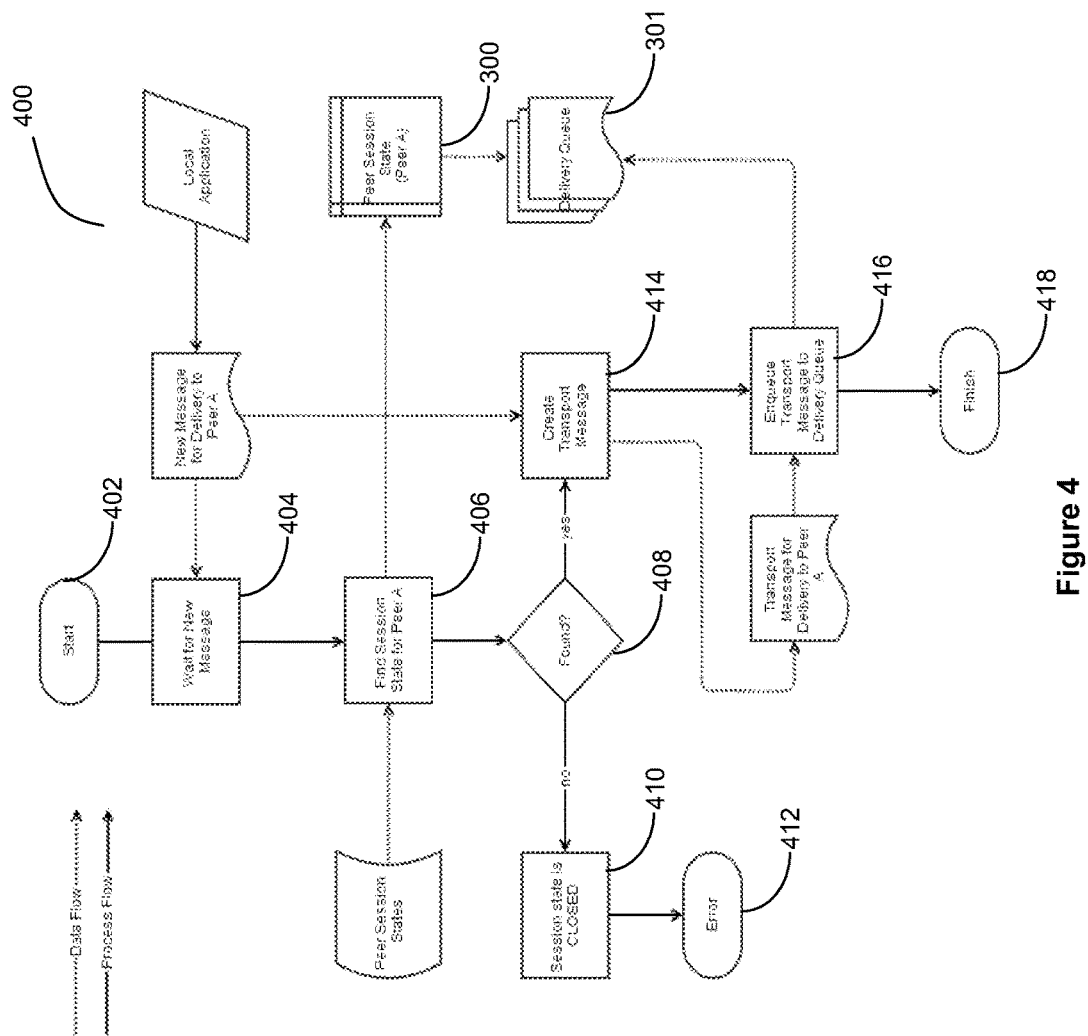 400
Data Flow
Process Flow
Start
402
Local
Application
New Message
for Delivery to
Peer A
Wait for New
Message
404
Peer Session
States
Find Session
State for Peer A
406
Peer Session
State
(Peer A)
300
Found?
408
no
yes
Session state is
CLOSED
410
Error
412
Create
Transport
Message
414
Delivery Queue
301
Transport
Message for
Delivery to Peer
A
Enqueue
Transport
Message to
Delivery Queue
416
Finish
418
Figure 4